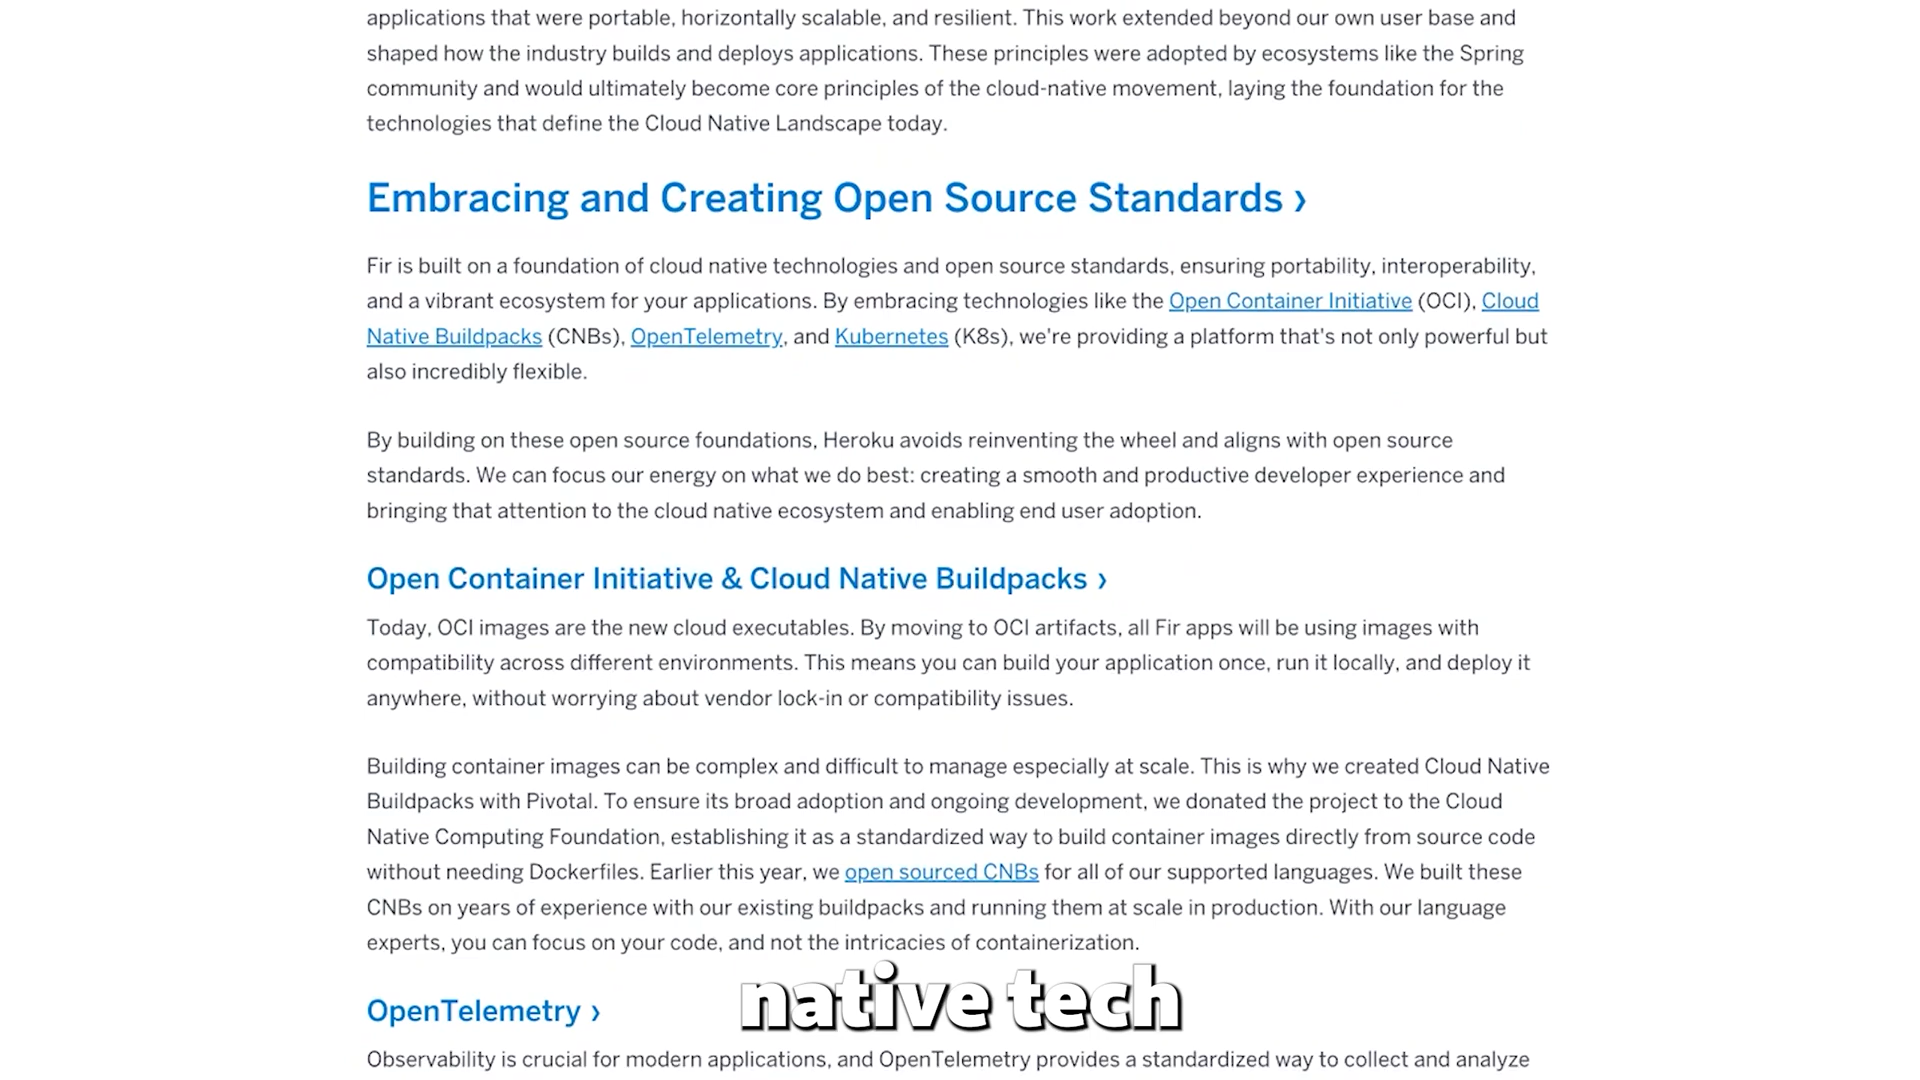 applications that were portable, horizontally scalable, and resilient. This work extended beyond our own user base and
shaped how the industry builds and deploys applications. These principles were adopted by ecosystems like the Spring
community and would ultimately become core principles of the cloud-native movement, laying the foundation for the
technologies that define the Cloud Native Landscape today.
Embracing and Creating Open Source Standards ›
Fir is built on a foundation of cloud native technologies and open source standards, ensuring portability, interoperability,
and a vibrant ecosystem for your applications. By embracing technologies like the Open Container Initiative (OCI), Cloud
Native Buildpacks (CNBs), OpenTelemetry, and Kubernetes (K8s), we're providing a platform that's not only powerful but
also incredibly flexible.
By building on these open source foundations, Heroku avoids reinventing the wheel and aligns with open source
standards. We can focus our energy on what we do best: creating a smooth and productive developer experience and
bringing that attention to the cloud native ecosystem and enabling end user adoption.
Open Container Initiative & Cloud Native Buildpacks ›
Today, OCI images are the new cloud executables. By moving to OCI artifacts, all Fir apps will be using images with
compatibility across different environments. This means you can build your application once, run it locally, and deploy it
anywhere, without worrying about vendor lock-in or compatibility issues.
Building container images can be complex and difficult to manage especially at scale. This is why we created Cloud Native
Buildpacks with Pivotal. To ensure its broad adoption and ongoing development, we donated the project to the Cloud
Native Computing Foundation, establishing it as a standardized way to build container images directly from source code
without needing Dockerfiles. Earlier this year, we open sourced CNBs for all of our supported languages. We built these
CNBs on years of experience with our existing buildpacks and running them at scale in production. With our language
experts, you can focus on your code, and not the intricacies of containerization.
native tech
OpenTelemetry ›
Observability is crucial for modern applications, and OpenTelemetry provides a standardized way to collect and analyze